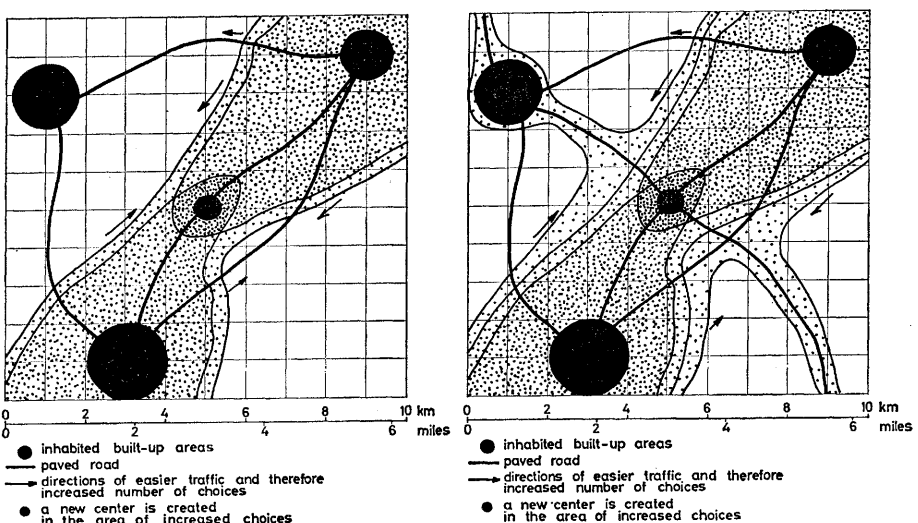 0 2 4 6 8 10 km
0 2 4 6 miles
inhabited built-up areas
paved road
directions of easier traffic and therefore
increased number of choices
a new center is created
in the area of increased choices
0 2 4 6 8 10 km
0 2 4 6 miles
inhabited built-up areas
paved road
directions of easier traffic and therefore
increased number of choices
a new center is created
in the area of increased choices